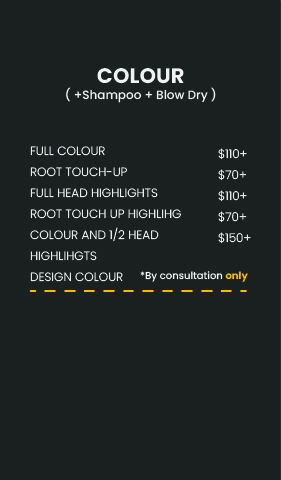 COLOUR
( +Shampoo + Blow Dry )
FULL COLOUR $110+
ROOT TOUCH-UP $70+
FULL HEAD HIGHLIGHTS $110+
ROOT TOUCH UP HIGHLIHG $70+
COLOUR AND 1/2 HEAD $150+
HIGHLIHGTS
DESIGN COLOUR *By consultation only